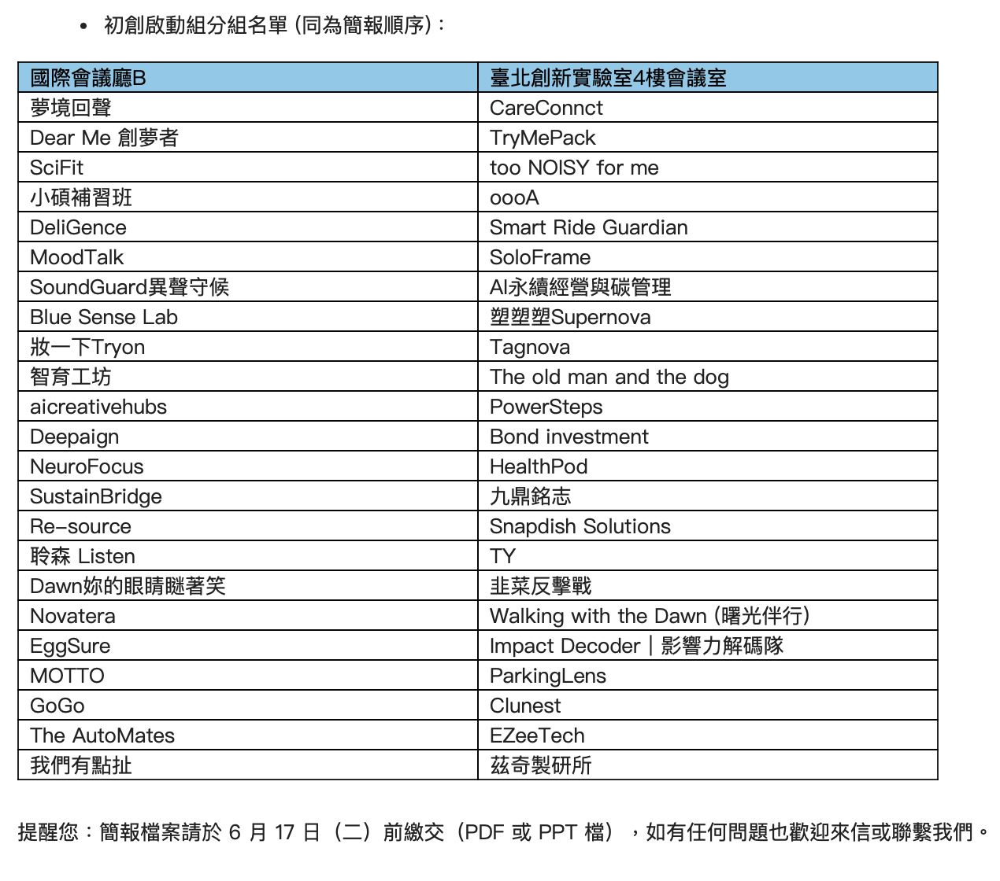 • 初創啟動組分組名單 (同為簡報順序)：
國際會議廳B 臺北創新實驗室4樓會議室
夢境回聲 CareConnct
Dear Me 創夢者 TryMePack
SciFit too NOISY for me
小碩補習班 oooA
DeliGence Smart Ride Guardian
MoodTalk SoloFrame
SoundGuard異聲守候 AI永續經營與碳管理
Blue Sense Lab 塑塑塑Supernova
妝一下Tryon Tagnova
智育工坊 The old man and the dog
aicreativehubs PowerSteps
Deepaign Bond investment
NeuroFocus HealthPod
SustainBridge 九鼎銘志
Re-source Snapdish Solutions
聆森 Listen TY
Dawn妳的眼睛瞇著笑 韭菜反擊戰
Novatera Walking with the Dawn (曙光伴行)
EggSure Impact Decoder｜影響力解碼隊
MOTTO ParkingLens
GoGo Clunest
The AutoMates EZeeTech
我們有點扯 茲奇製研所
提醒您：簡報檔案請於 6 月 17 日（二）前繳交（PDF 或 PPT 檔），如有任何問題也歡迎來信或聯繫我們。